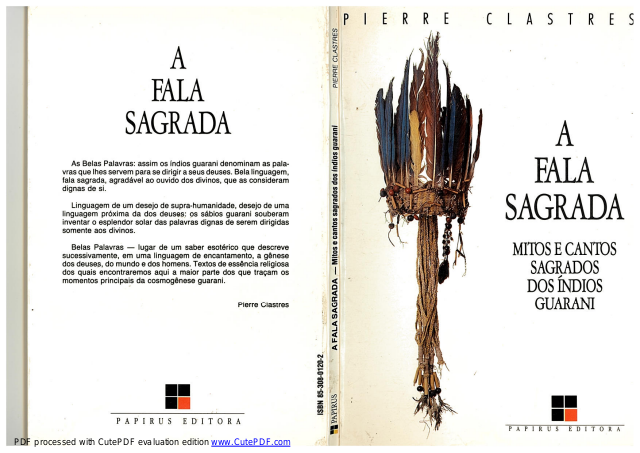 A
FALA
SAGRADA
As Belas Palavras: assim os índios guarani denominam as pala-
vras que lhes servem para se dirigir a seus deuses. Bela linguagem,
fala sagrada, agradável ao ouvido dos divinos, que as consideram
dignas de si.
Linguagem de um desejo de supra-humanidade, desejo de uma
linguagem próxima da dos deuses: os sábios guarani souberam
inventar o esplendor solar das palavras dignas de serem dirigidas
somente aos divinos.
Belas Palavras — lugar de um saber esotérico que descreve
sucessivamente, em uma linguagem de encantamento, a gênese
dos deuses, do mundo e dos homens. Textos de essência religiosa
dos quais encontraremos aqui a maior parte dos que traçam os
momentos principais da cosmogênese guarani.
Pierre Clastres
PAPIRUS EDITORA
PDF processed with CutePDF evaluation edition www.CutePDF.com
ISBN 85-308-0120-2
PIERRE CLASTRES
A FALA SAGRADA — Mitos e cantos sagrados dos índios guarani
PAPIRUS
PIERRE CLASTRES
A
FALA
SAGRADA
MITOS E CANTOS
SAGRADOS
DOS ÍNDIOS
GUARANI
PAPIRUS EDITORA